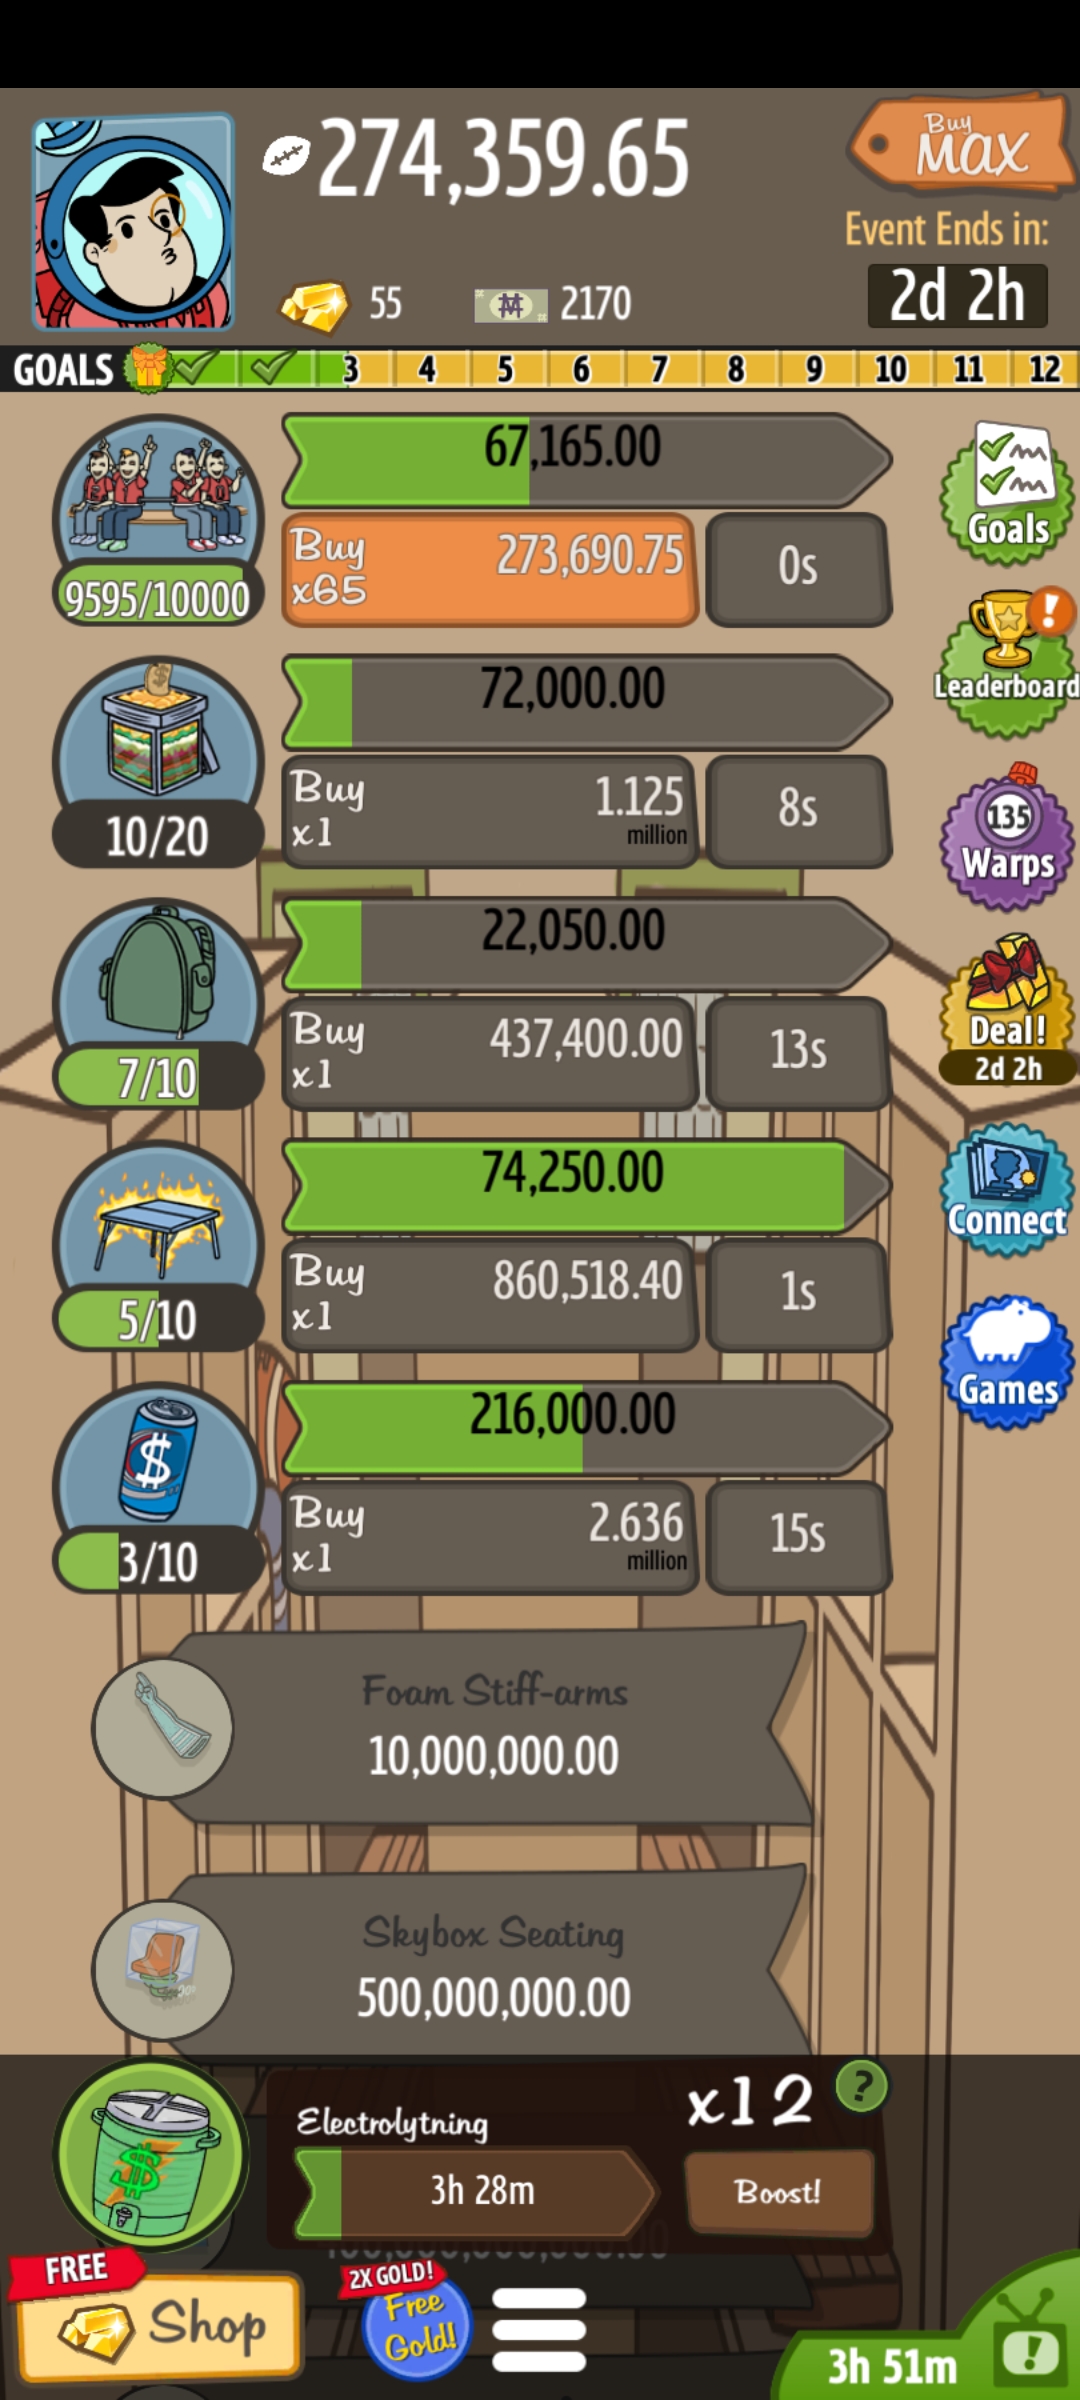 274,359.65
Buy
MAX
Event Ends in:
2d 2h
55
2170
GOALS 3 4 5 6 7 8 9 10 11 12
67,165.00
Buy
x65
273,690.75
0s
9595/10000
Goals
Leaderboard
72,000.00
Buy
x1
1.125
million
8s
10/20
135
Warps
22,050.00
Buy
x1
437,400.00
13s
7/10
Deal!
2d 2h
74,250.00
Buy
x1
860,518.40
1s
5/10
Connect
216,000.00
Buy
x1
2.636
million
15s
3/10
Games
Foam Stiff-arms
10,000,000.00
Skybox Seating
500,000,000.00
Electrolytning
x12
?
3h 28m
Boost!
FREE
Shop
2X GOLD!
Free
Gold!
3h 51m